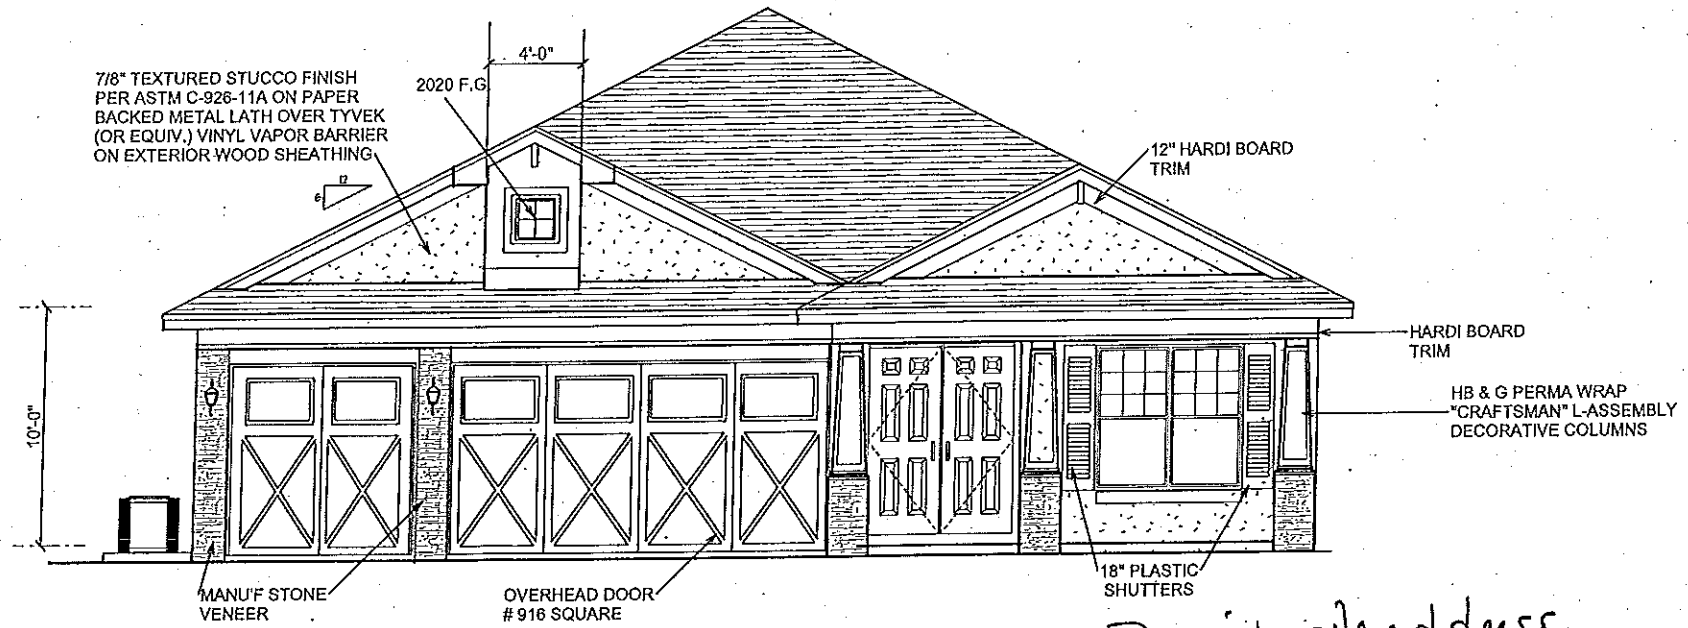 4'-0"
7/8" TEXTURED STUCCO FINISH
PER ASTM C-926-11A ON PAPER
BACKED METAL LATH OVER TYVEK
(OR EQUIV.) VINYL VAPOR BARRIER
ON EXTERIOR WOOD SHEATHING
2020 F.G.
12
6
12" HARDI BOARD
TRIM
HARDI BOARD
TRIM
HB & G PERMA WRAP
"CRAFTSMAN" L-ASSEMBLY
DECORATIVE COLUMNS
10'-0"
MANU'F STONE
VENEER
OVERHEAD DOOR
# 916 SQUARE
18" PLASTIC
SHUTTERS
address